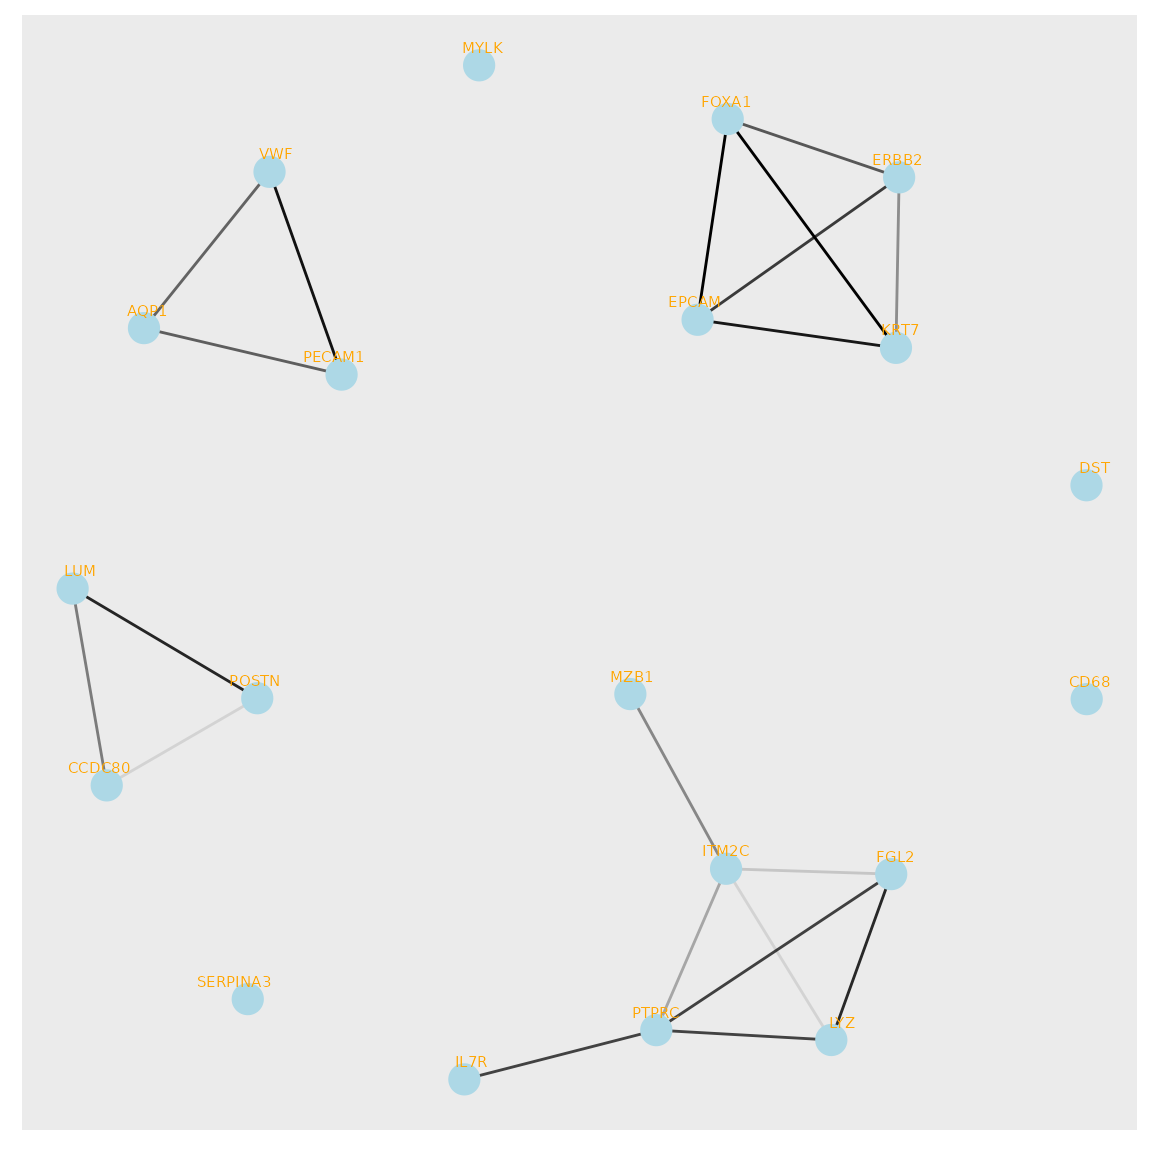 MYLK
FOXA1
VWF
ERBB2
EPCAM
AQP1
KRT7
PECAM1
DST
LUM
MZB1
POSTN
CD68
CCDC80
ITM2C
FGL2
SERPINA3
PTPRC
LYZ
IL7R